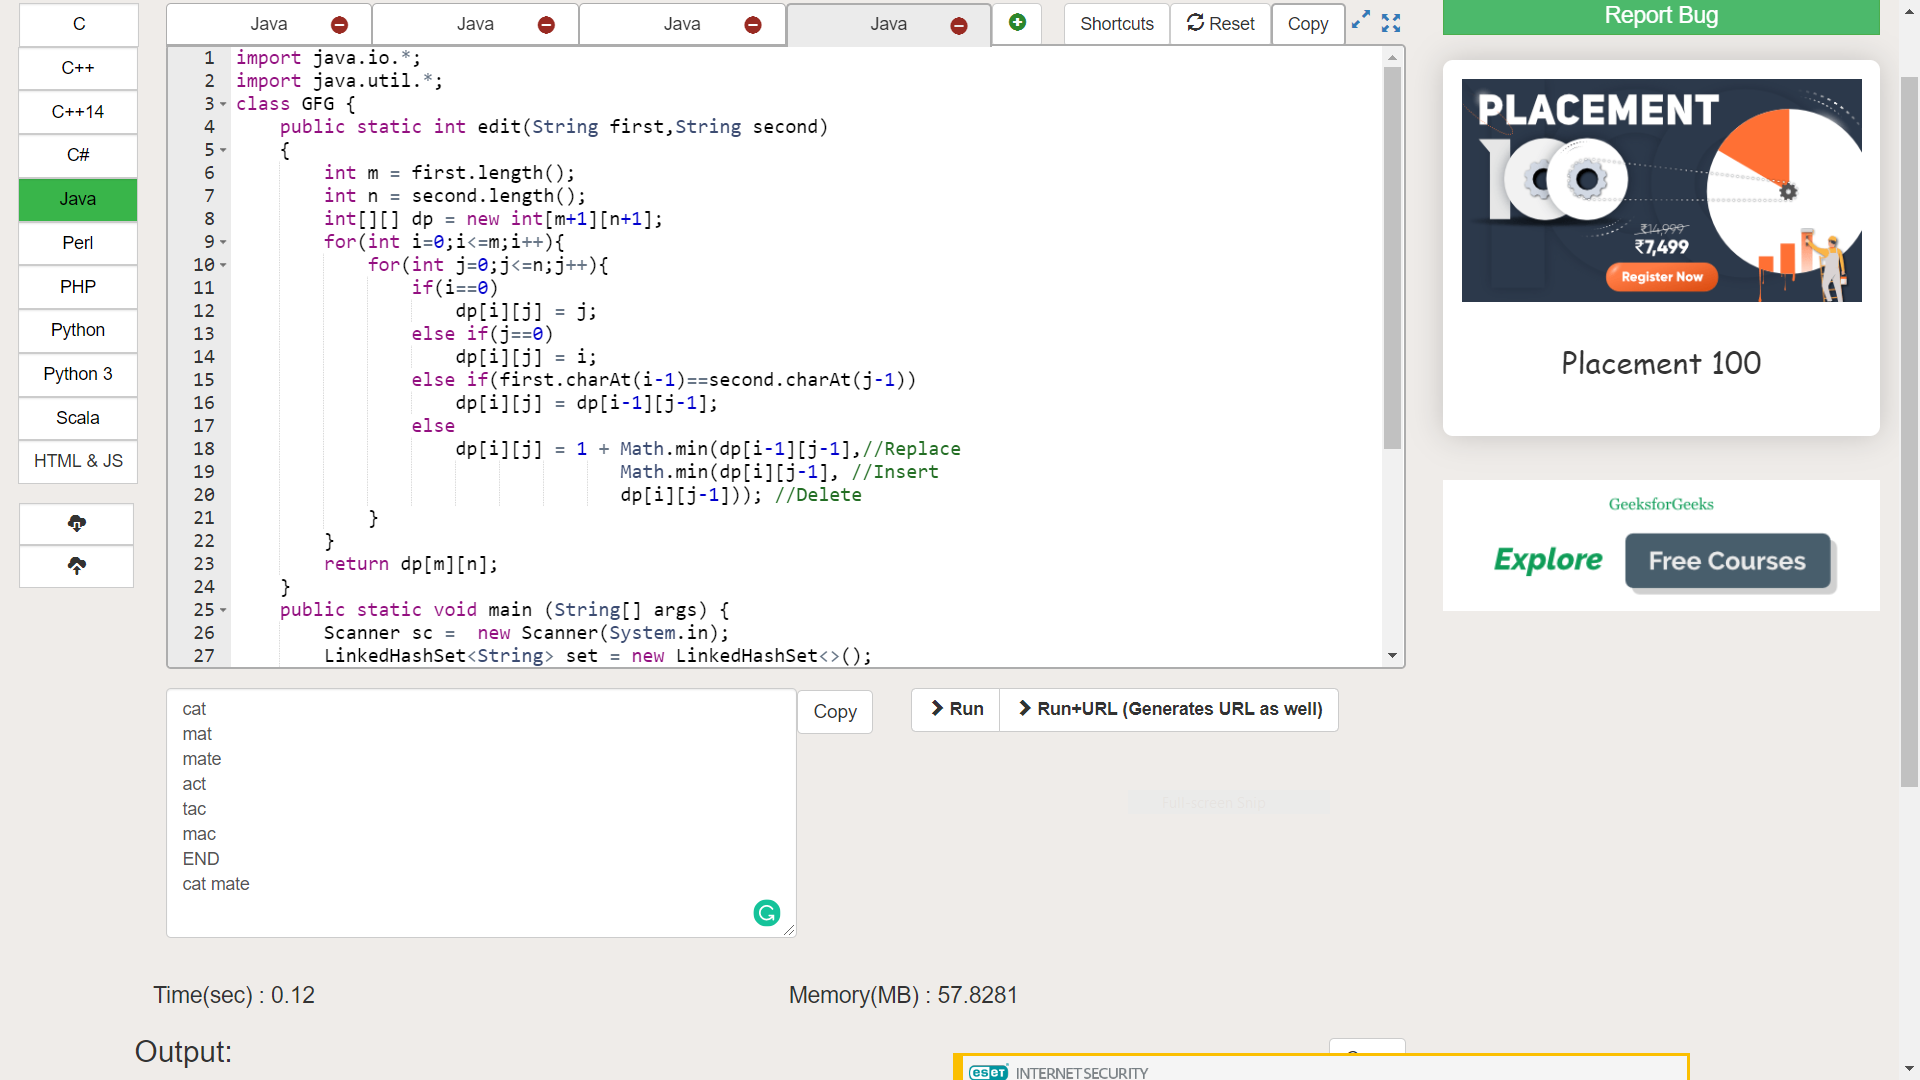 C
C++
C++14
C#
Java
Perl
PHP
Python
Python 3
Scala
HTML & JS
Java
Java
Java
Java
Shortcuts
Reset
Copy
1 import java.io.*;
2 import java.util.*;
3 class GFG {
4 public static int edit(String first,String second)
5 {
6 int m = first.length();
7 int n = second.length();
8 int[][] dp = new int[m+1][n+1];
9 for(int i=0;i<=m;i++){
10 for(int j=0;j<=n;j++){
11 if(i==0)
12 dp[i][j] = j;
13 else if(j==0)
14 dp[i][j] = i;
15 else if(first.charAt(i-1)==second.charAt(j-1))
16 dp[i][j] = dp[i-1][j-1];
17 else
18 dp[i][j] = 1 + Math.min(dp[i-1][j-1],//Replace
19 Math.min(dp[i][j-1], //Insert
20 dp[i][j-1])); //Delete
21 }
22 }
23 return dp[m][n];
24 }
25 public static void main (String[] args) {
26 Scanner sc =  new Scanner(System.in);
27 LinkedHashSet<String> set = new LinkedHashSet<>();
cat
mat
mate
act
tac
mac
END
cat mate
Copy
Run
Run+URL (Generates URL as well)
Full-screen Snip
Time(sec) : 0.12
Memory(MB) : 57.8281
Output:
eseT INTERNET SECURITY
Report Bug
PLACEMENT
100
₹14,999
₹7,499
Register Now
Placement 100
GeeksforGeeks
Explore
Free Courses